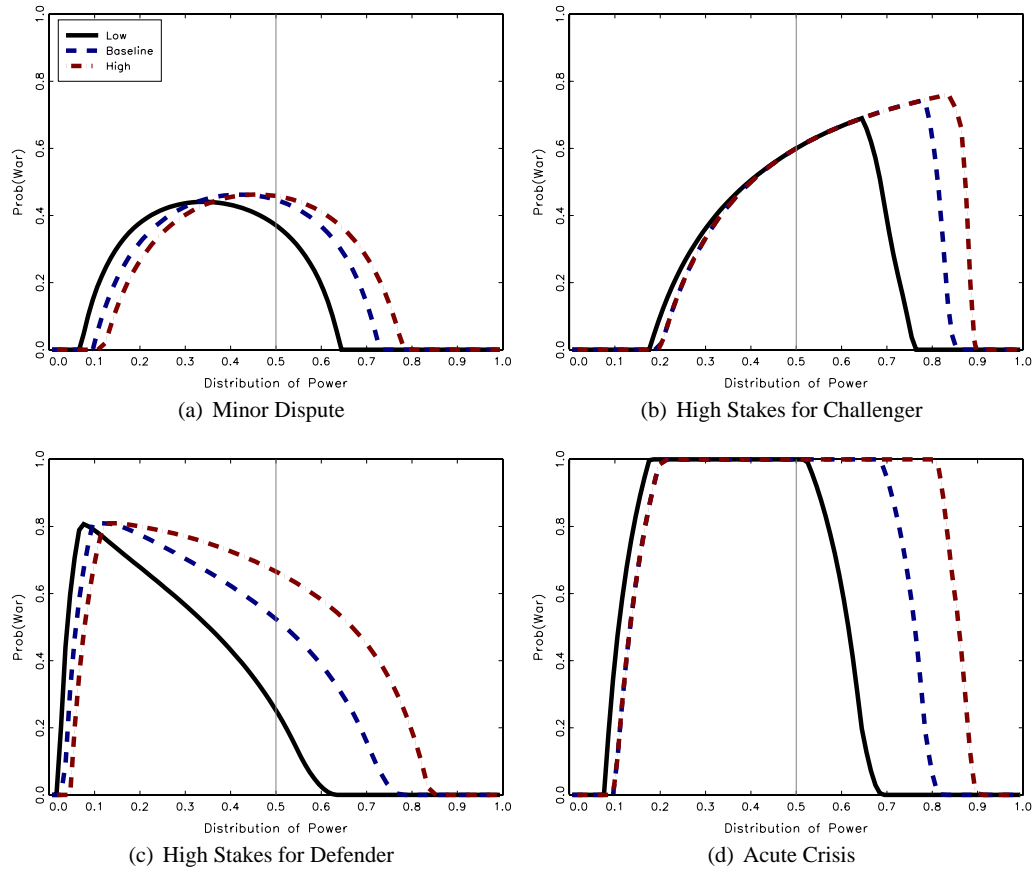 Low
Baseline
High
Prob(War)
0.0 0.2 0.4 0.6 0.8 1.0
0.0 0.1 0.2 0.3 0.4 0.5 0.6 0.7 0.8 0.9 1.0
Distribution of Power
(a) Minor Dispute
Prob(War)
0.0 0.2 0.4 0.6 0.8 1.0
0.0 0.1 0.2 0.3 0.4 0.5 0.6 0.7 0.8 0.9 1.0
Distribution of Power
(b) High Stakes for Challenger
Prob(War)
0.0 0.2 0.4 0.6 0.8 1.0
0.0 0.1 0.2 0.3 0.4 0.5 0.6 0.7 0.8 0.9 1.0
Distribution of Power
(c) High Stakes for Defender
Prob(War)
0.0 0.2 0.4 0.6 0.8 1.0
0.0 0.1 0.2 0.3 0.4 0.5 0.6 0.7 0.8 0.9 1.0
Distribution of Power
(d) Acute Crisis